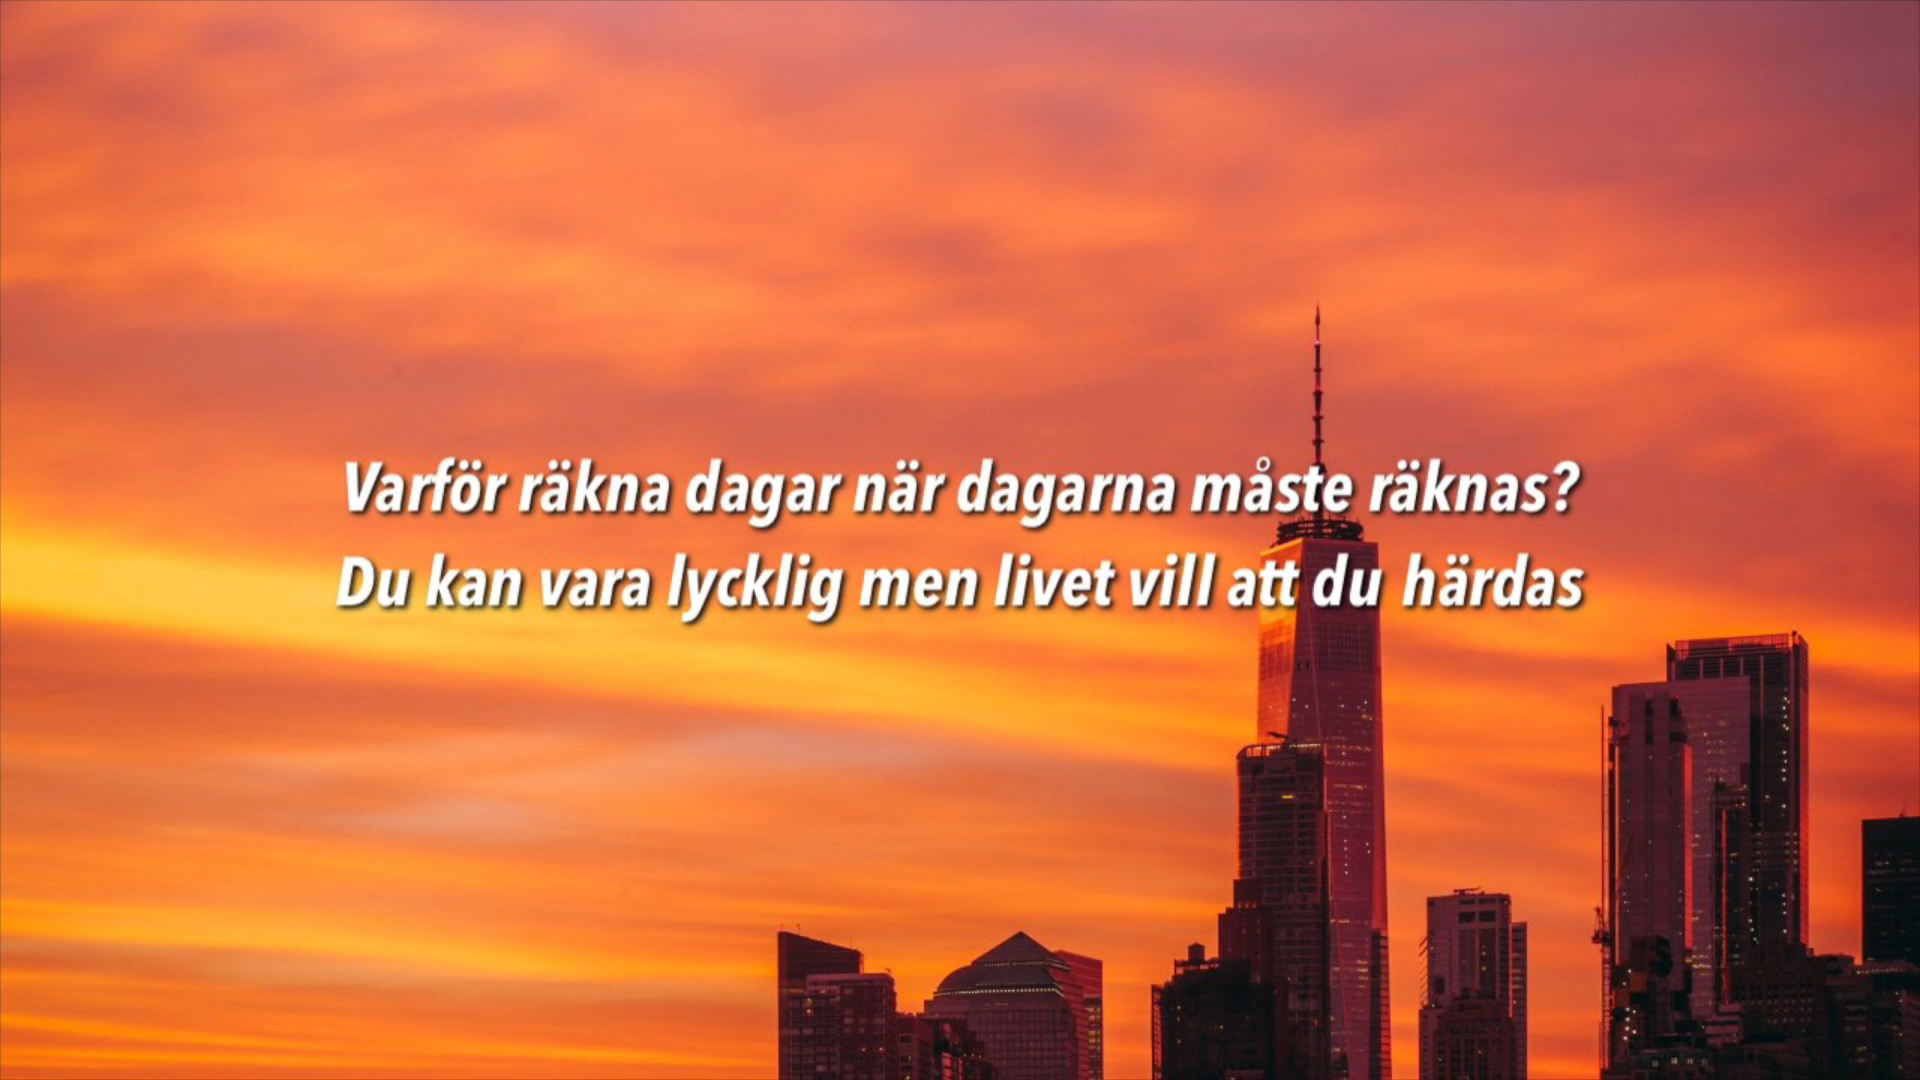 Varför räkna dagar när dagarna måste räknas?
Du kan vara lycklig men livet vill att du härdas